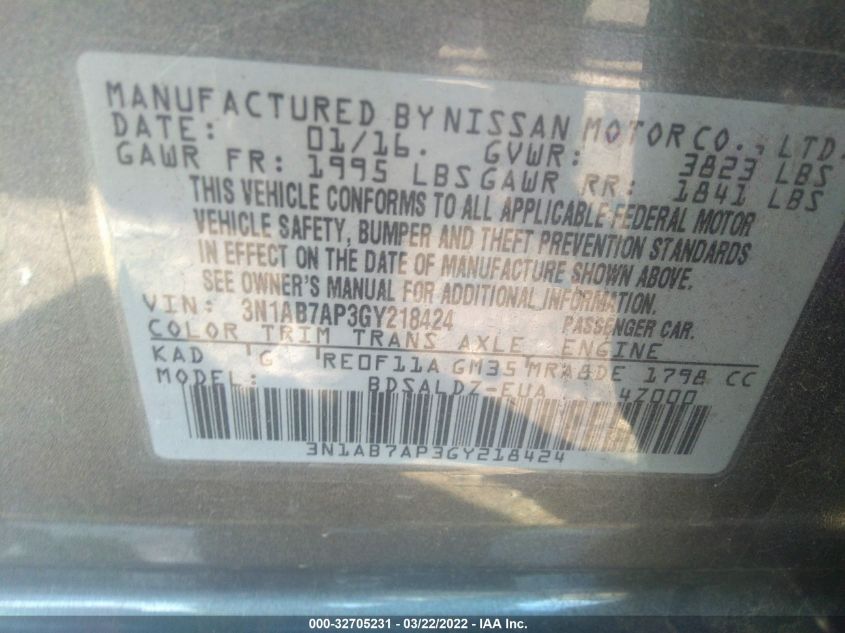 MANUFACTURED BY NISSAN MOTOR CO., LTD.
DATE: 01/16. GVWR: 3823 LBS
GAWR FR: 1995 LBS GAWR RR: 1841 LBS
THIS VEHICLE CONFORMS TO ALL APPLICABLE FEDERAL MOTOR
VEHICLE SAFETY, BUMPER AND THEFT PREVENTION STANDARDS
IN EFFECT ON THE DATE OF MANUFACTURE SHOWN ABOVE.
SEE OWNER'S MANUAL FOR ADDITIONAL INFORMATION.
VIN: 3N1AB7AP3GY218424 PASSENGER CAR.
COLOR TRIM TRANS AXLE ENGINE
KAD G RE0F11A GM35 MRA8DE 1798 CC
MODEL: BDSALDZ-EUA 4Z000
3N1AB7AP3GY218424
000-32705231 - 03/22/2022 - IAA Inc.